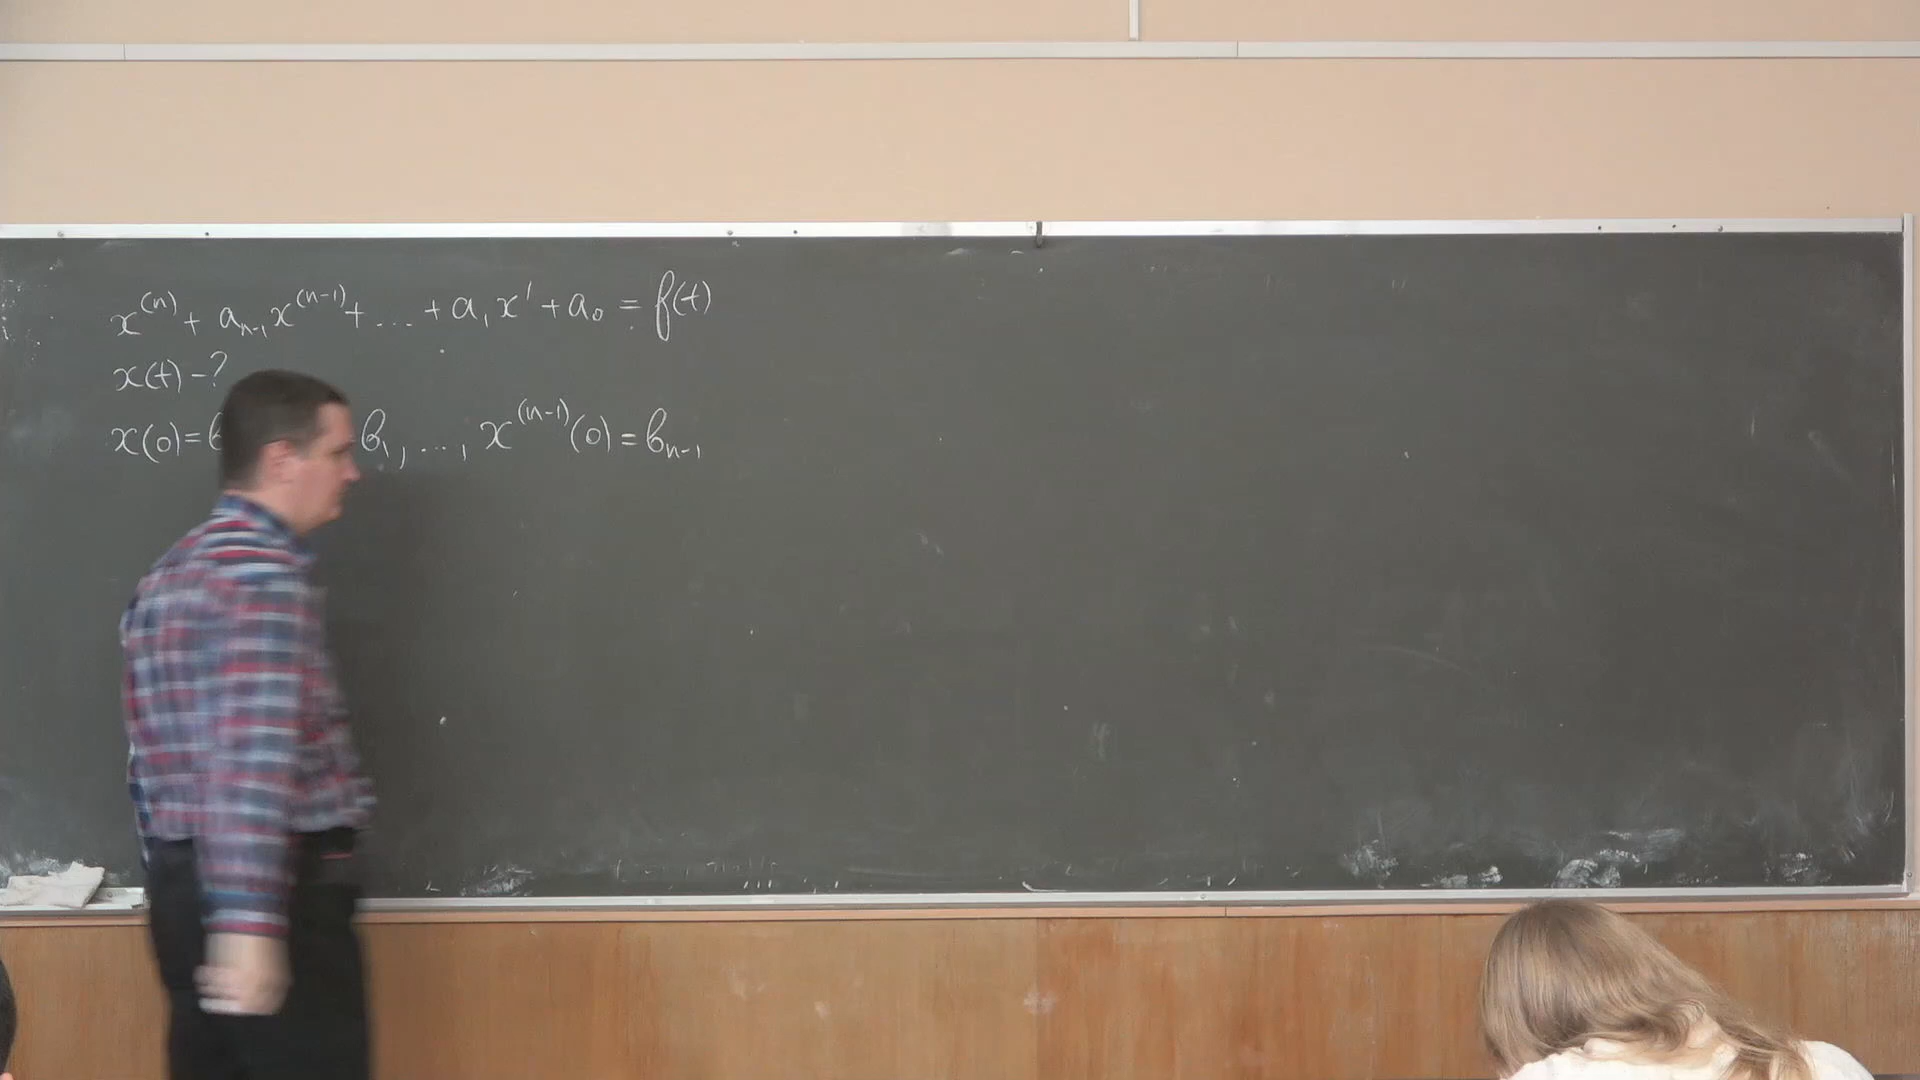 x^(n) + a_{n-1} x^(n-1) + ... + a_1 x' + a_0 = f(t)
x(t) - ?
x(0) = b_1, ..., x^(n-1)(0) = b_{n-1}